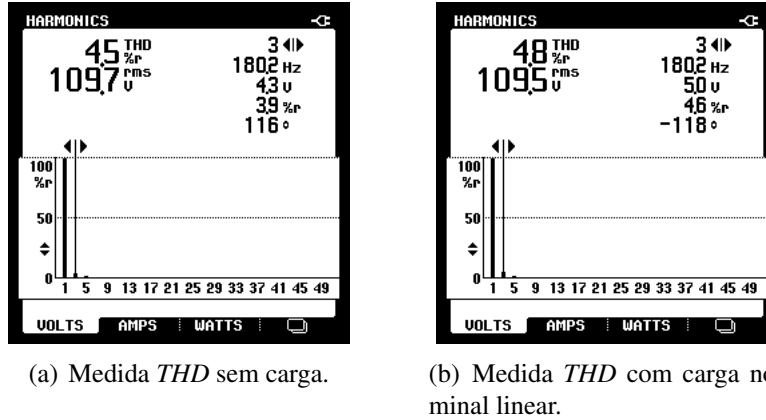 HARMONICS
4.5 THD %r
109.7 rms V
3
180.2 Hz
4.3 V
3.9 %r
116 °
100
%r
50
0
1 5 9 13 17 21 25 29 33 37 41 45 49
VOLTS AMPS WATTS
(a) Medida THD sem carga.
HARMONICS
4.8 THD %r
109.5 rms V
3
180.2 Hz
5.0 V
4.6 %r
-118 °
100
%r
50
0
1 5 9 13 17 21 25 29 33 37 41 45 49
VOLTS AMPS WATTS
(b) Medida THD com carga no
minal linear.